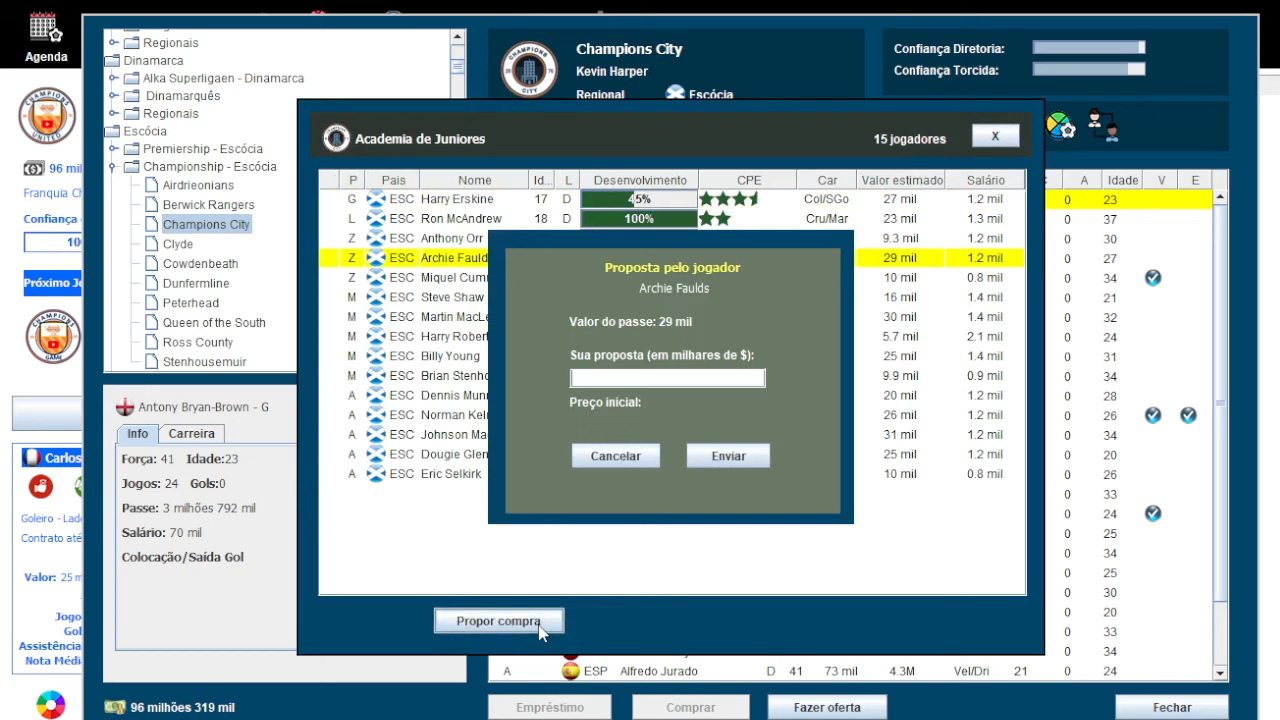 Agenda
96 mil
Franquia Ch
Confiança
10
Próximo Jo
Carlos
Goleiro - Lad
Contrato até
Valor: 25 m
Jogo
Gol
Assistência
Nota Médi
Regionais
Dinamarca
Alka Superligaen - Dinamarca
Dinamarquês
Regionais
Escócia
Premiership - Escócia
Championship - Escócia
Airdrieonians
Berwick Rangers
Champions City
Clyde
Cowdenbeath
Dunfermline
Peterhead
Queen of the South
Ross County
Stenhousemuir
Antony Bryan-Brown - G
Info Carreira
Força: 41 Idade:23
Jogos: 24 Gols:0
Passe: 3 milhões 792 mil
Salário: 70 mil
Colocação/Saída Gol
96 milhões 319 mil
Champions City
Kevin Harper
Regional Escócia
Confiança Diretoria:
Confiança Torcida:
Academia de Juniores 15 jogadores X
P Pais Nome Id... L Desenvolvimento CPE Car Valor estimado Salário
G ESC Harry Erskine 17 D 45% Col/SGo 27 mil 1.2 mil
L ESC Ron McAndrew 18 D 100% Cru/Mar 23 mil 1.3 mil
Z ESC Anthony Orr 9.3 mil 1.2 mil
Z ESC Archie Fauld 29 mil 1.2 mil
Z ESC Miquel Cumm 10 mil 0.8 mil
M ESC Steve Shaw 16 mil 1.4 mil
M ESC Martin MacLe 30 mil 1.4 mil
M ESC Harry Rober 5.7 mil 2.1 mil
M ESC Billy Young 25 mil 1.4 mil
M ESC Brian Stenho 9.9 mil 0.9 mil
A ESC Dennis Munr 20 mil 1.2 mil
A ESC Norman Keln 26 mil 1.2 mil
A ESC Johnson Ma 31 mil 1.2 mil
A ESC Dougie Glen 25 mil 1.2 mil
A ESC Eric Selkirk 10 mil 0.8 mil
Proposta pelo jogador
Archie Faulds
Valor do passe: 29 mil
Sua proposta (em milhares de $):
Preço inicial:
Cancelar Enviar
Propor compra
A Idade V E
0 23
0 37
0 30
0 27
0 34
0 21
0 32
0 24
0 31
0 34
0 28
0 26
0 34
0 20
0 26
0 33
0 24
0 25
0 34
0 25
0 30
0 20
0 33
0 34
A ESP Alfredo Jurado D 41 73 mil 4.3M Vel/Dri 21 0 24
Empréstimo Comprar Fazer oferta Fechar